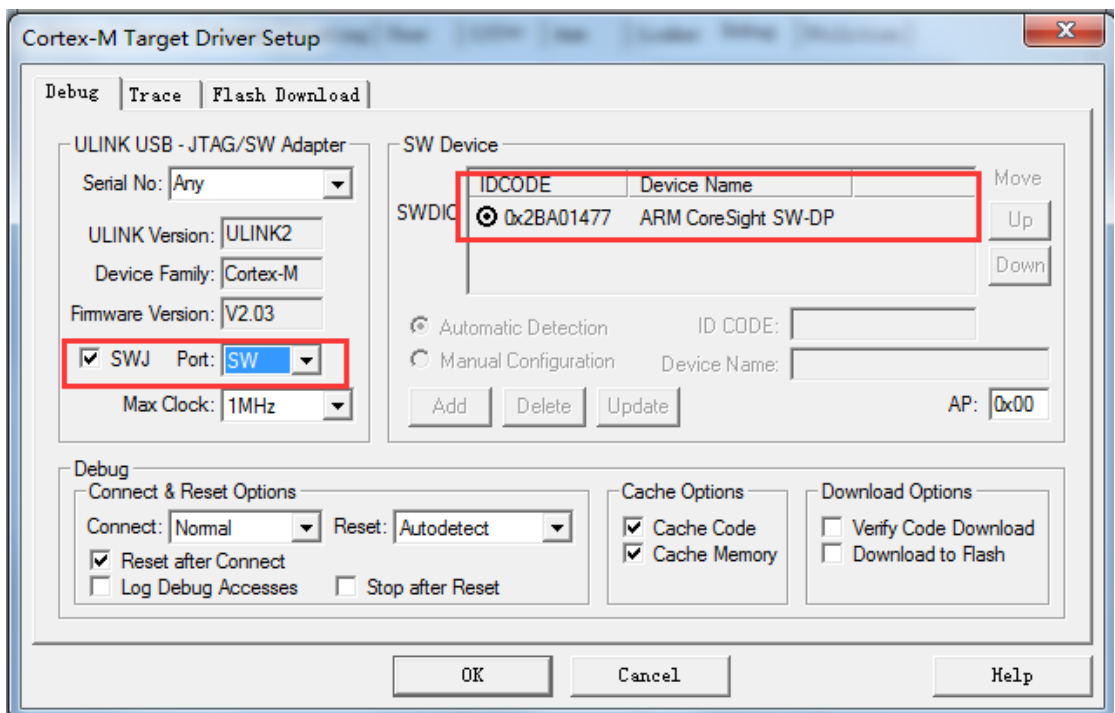 Cortex-M Target Driver Setup
Debug Trace Flash Download
ULINK USB - JTAG/SW Adapter
Serial No: Any
ULINK Version: ULINK2
Device Family: Cortex-M
Firmware Version: V2.03
SWJ Port: SW
Max Clock: 1MHz
SW Device
IDCODE Device Name
SWDIO 0x2BA01477 ARM CoreSight SW-DP
Move
Up
Down
Automatic Detection ID CODE:
Manual Configuration Device Name:
Add Delete Update AP: 0x00
Debug
Connect & Reset Options
Connect: Normal Reset: Autodetect
Reset after Connect
Log Debug Accesses Stop after Reset
Cache Options
Cache Code
Cache Memory
Download Options
Verify Code Download
Download to Flash
OK Cancel Help